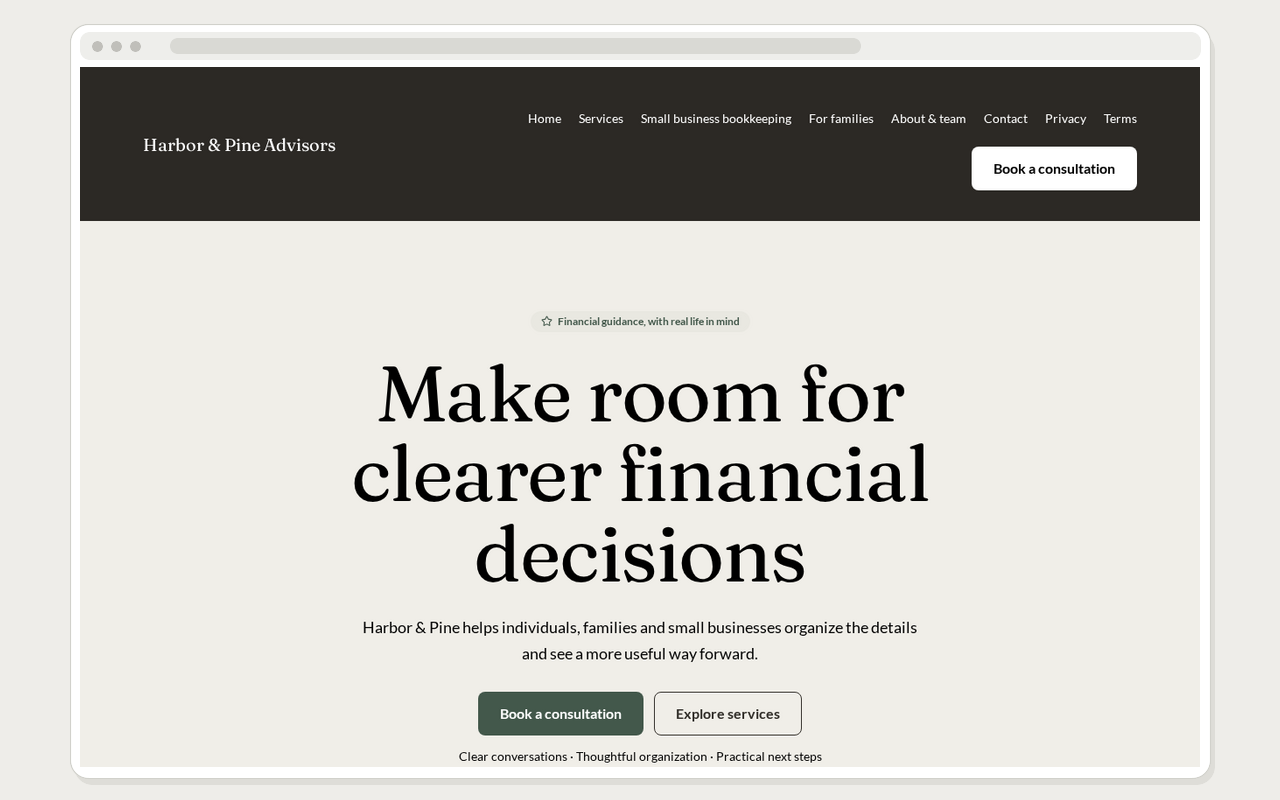 Harbor & Pine Advisors
Home Services Small business bookkeeping For families About & team Contact Privacy Terms
Book a consultation
Financial guidance, with real life in mind
Make room for
clearer financial
decisions
Harbor & Pine helps individuals, families and small businesses organize the details
and see a more useful way forward.
Book a consultation Explore services
Clear conversations · Thoughtful organization · Practical next steps